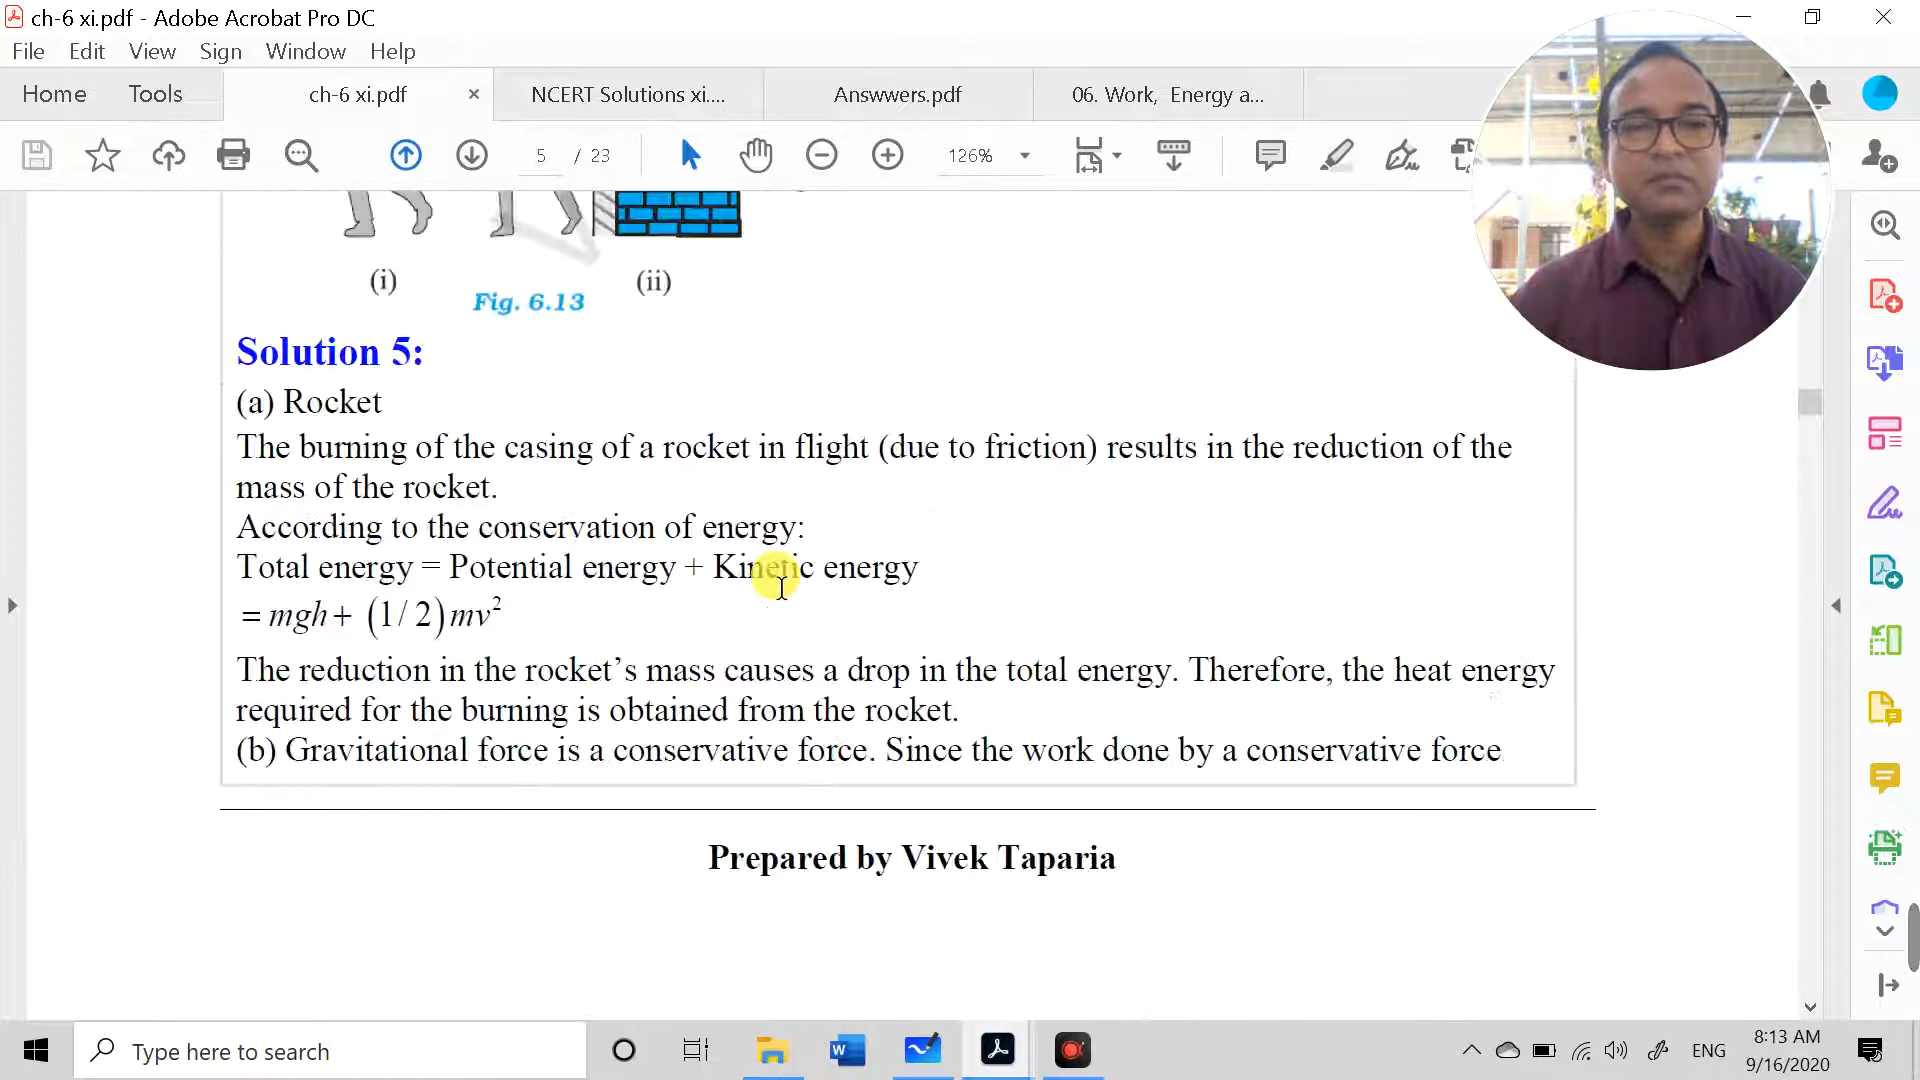 ch-6 xi.pdf - Adobe Acrobat Pro DC
File Edit View Sign Window Help
Home Tools ch-6 xi.pdf × NCERT Solutions xi.... Answwers.pdf 06. Work, Energy a...
5 / 23 126%
(i) (ii)
Fig. 6.13
Solution 5:
(a) Rocket
The burning of the casing of a rocket in flight (due to friction) results in the reduction of the
mass of the rocket.
According to the conservation of energy:
Total energy = Potential energy + Kinetic energy
= mgh + (1/2) mv²
The reduction in the rocket’s mass causes a drop in the total energy. Therefore, the heat energy
required for the burning is obtained from the rocket.
(b) Gravitational force is a conservative force. Since the work done by a conservative force
Prepared by Vivek Taparia
Type here to search
ENG
8:13 AM
9/16/2020